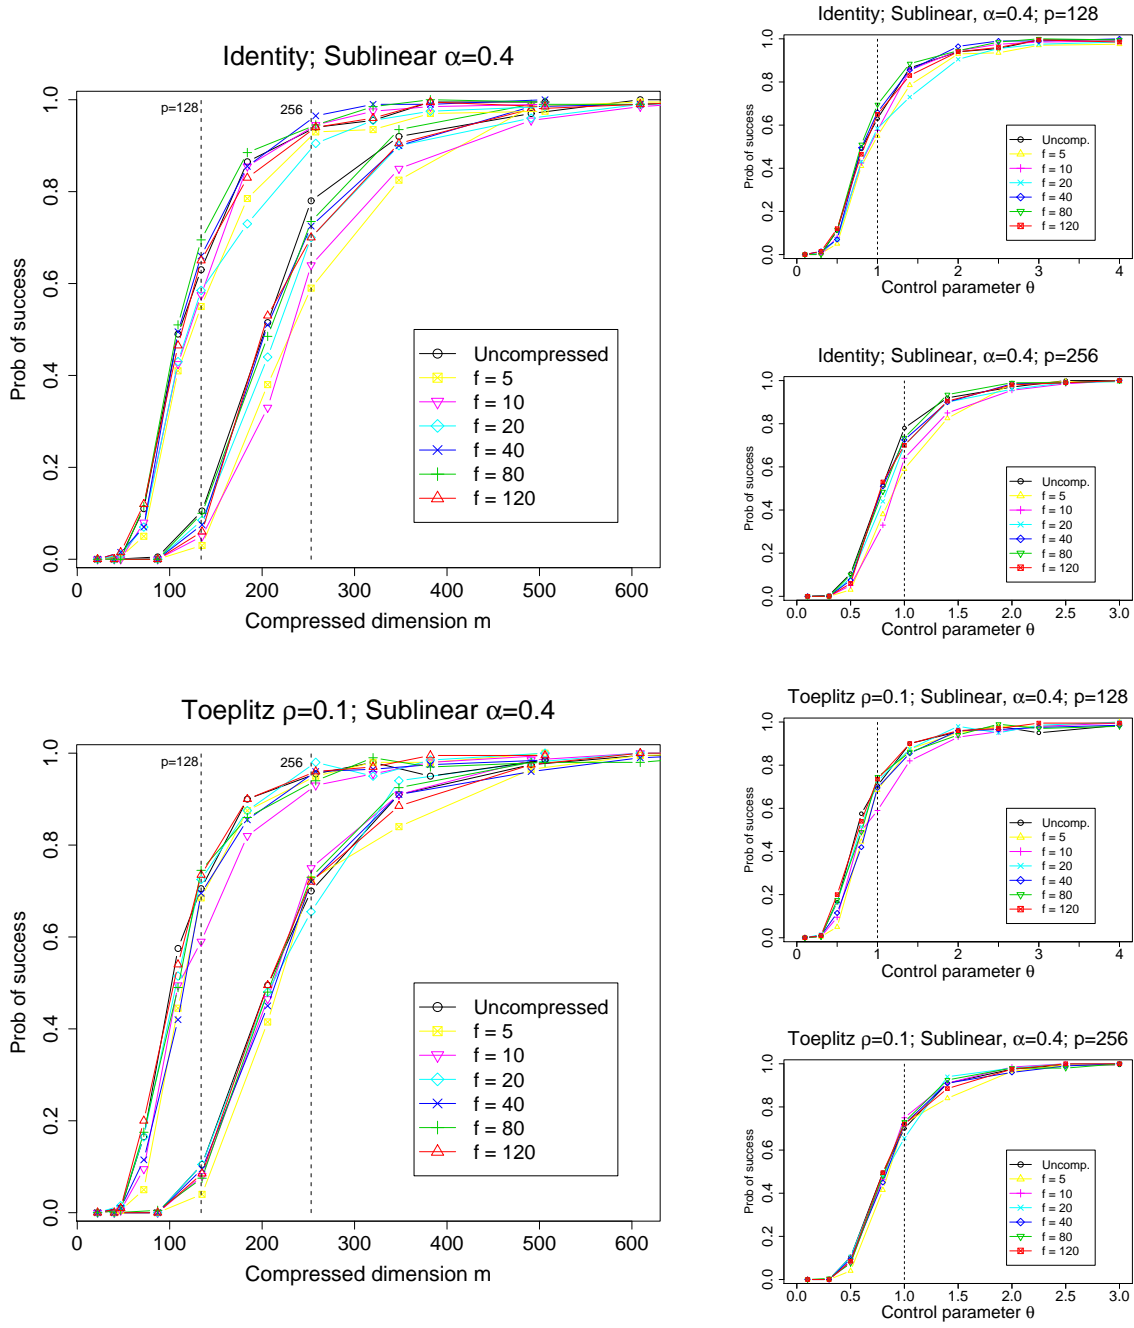 Identity; Sublinear α=0.4
p=128
256
Prob of success
0.0
0.2
0.4
0.6
0.8
1.0
Uncompressed
f = 5
f = 10
f = 20
f = 40
f = 80
f = 120
0
100
200
300
400
500
600
Compressed dimension m
Identity; Sublinear, α=0.4; p=128
Prob of success
0.0
0.2
0.4
0.6
0.8
1.0
Uncomp.
f = 5
f = 10
f = 20
f = 40
f = 80
f = 120
0
1
2
3
4
Control parameter θ
Identity; Sublinear, α=0.4; p=256
Prob of success
0.0
0.2
0.4
0.6
0.8
1.0
Uncomp.
f = 5
f = 10
f = 20
f = 40
f = 80
f = 120
0.0
0.5
1.0
1.5
2.0
2.5
3.0
Control parameter θ
Toeplitz ρ=0.1; Sublinear α=0.4
p=128
256
Prob of success
0.0
0.2
0.4
0.6
0.8
1.0
Uncompressed
f = 5
f = 10
f = 20
f = 40
f = 80
f = 120
0
100
200
300
400
500
600
Compressed dimension m
Toeplitz ρ=0.1; Sublinear, α=0.4; p=128
Prob of success
0.0
0.2
0.4
0.6
0.8
1.0
Uncomp.
f = 5
f = 10
f = 20
f = 40
f = 80
f = 120
0
1
2
3
4
Control parameter θ
Toeplitz ρ=0.1; Sublinear, α=0.4; p=256
Prob of success
0.0
0.2
0.4
0.6
0.8
1.0
Uncomp.
f = 5
f = 10
f = 20
f = 40
f = 80
f = 120
0.0
0.5
1.0
1.5
2.0
2.5
3.0
Control parameter θ